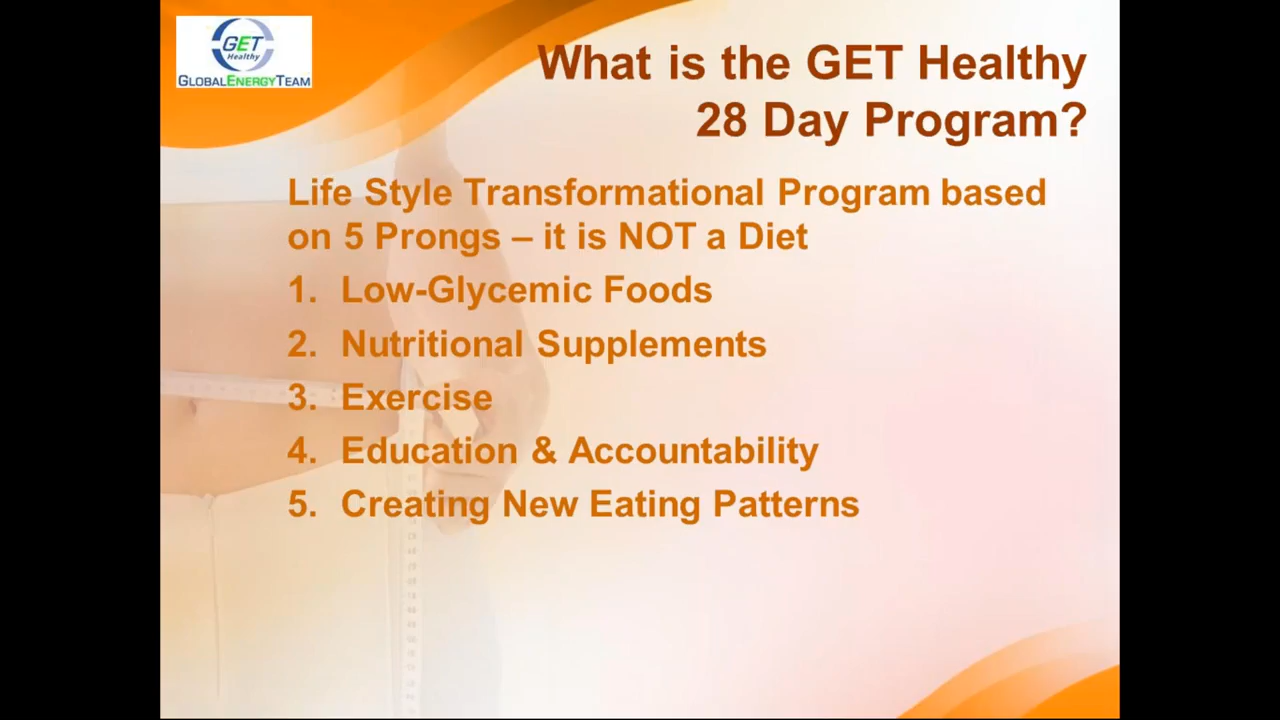 GET
Healthy
GLOBALENERGYTEAM
What is the GET Healthy
28 Day Program?
Life Style Transformational Program based
on 5 Prongs – it is NOT a Diet
1. Low-Glycemic Foods
2. Nutritional Supplements
3. Exercise
4. Education & Accountability
5. Creating New Eating Patterns